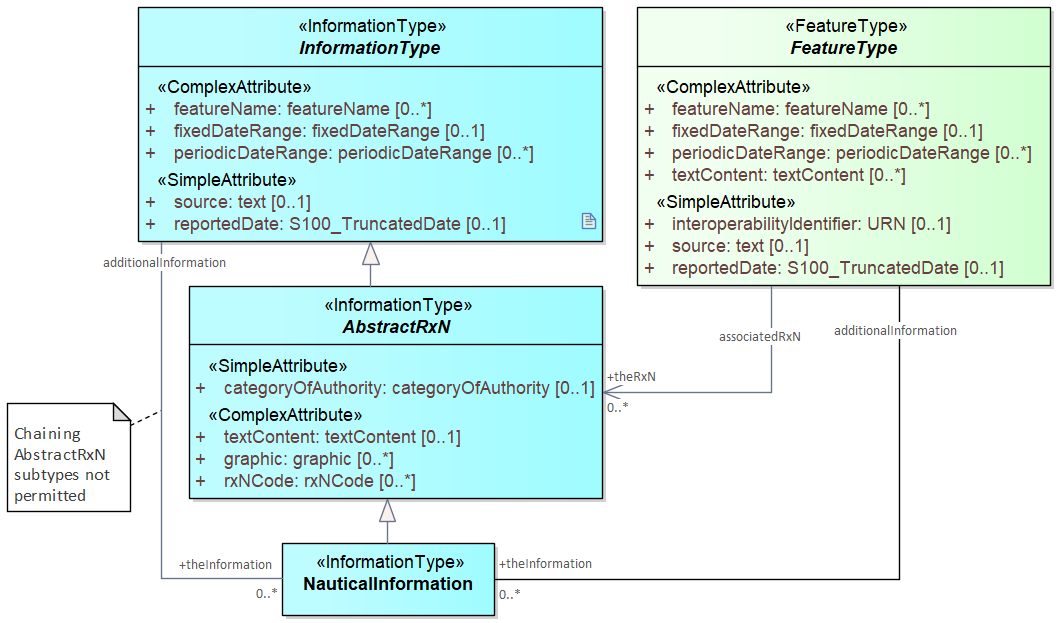 «InformationType»
InformationType
«ComplexAttribute»
+ featureName: featureName [0..*]
+ fixedDateRange: fixedDateRange [0..1]
+ periodicDateRange: periodicDateRange [0..*]
«SimpleAttribute»
+ source: text [0..1]
+ reportedDate: S100_TruncatedDate [0..1]
«FeatureType»
FeatureType
«ComplexAttribute»
+ featureName: featureName [0..*]
+ fixedDateRange: fixedDateRange [0..1]
+ periodicDateRange: periodicDateRange [0..*]
+ textContent: textContent [0..*]
«SimpleAttribute»
+ interoperabilityIdentifier: URN [0..1]
+ source: text [0..1]
+ reportedDate: S100_TruncatedDate [0..1]
additionalInformation
«InformationType»
AbstractRxN
«SimpleAttribute»
+ categoryOfAuthority: categoryOfAuthority [0..1]
«ComplexAttribute»
+ textContent: textContent [0..1]
+ graphic: graphic [0..*]
+ rxNCode: rxNCode [0..*]
associatedRxN
additionalInformation
+theRxN
0..*
Chaining
AbstractRxN
subtypes not
permitted
+theInformation
0..*
«InformationType»
NauticalInformation
+theInformation
0..*